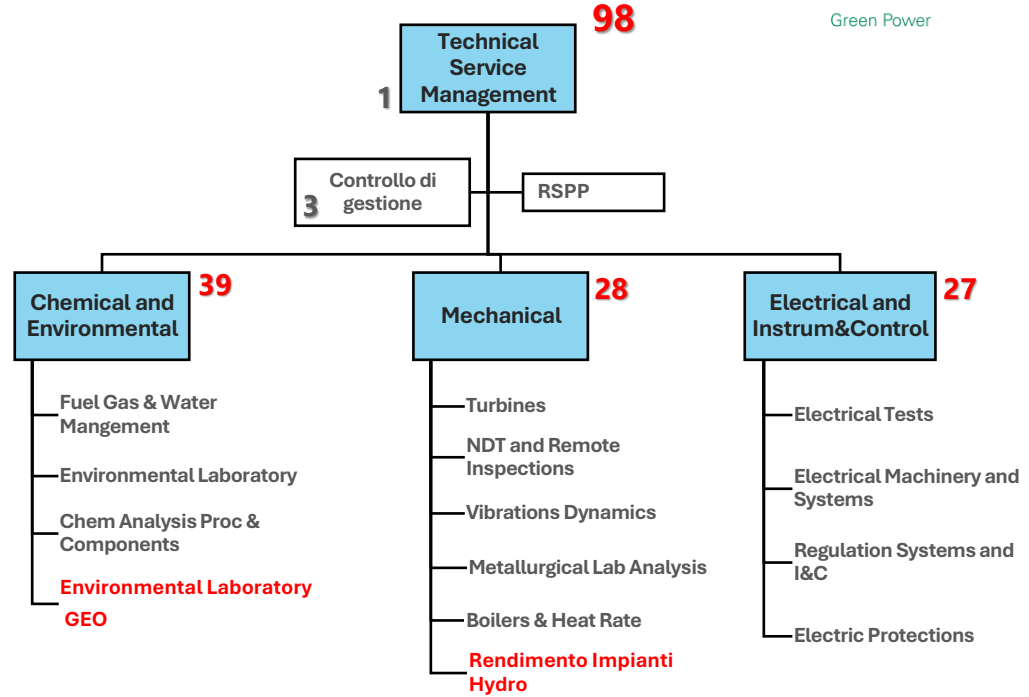 98
Green Power
Technical
Service
Management
1
Controllo di
gestione
3
RSPP
Chemical and
Environmental
39
Mechanical
28
Electrical and
Instrum&Control
27
Fuel Gas & Water
Mangement
Environmental Laboratory
Chem Analysis Proc &
Components
Environmental Laboratory
GEO
Turbines
NDT and Remote
Inspections
Vibrations Dynamics
Metallurgical Lab Analysis
Boilers & Heat Rate
Rendimento Impianti
Hydro
Electrical Tests
Electrical Machinery and
Systems
Regulation Systems and
I&C
Electric Protections